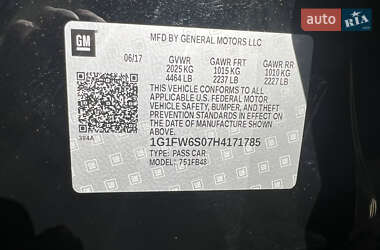 AUTO RIA
GM
MFD BY GENERAL MOTORS LLC
06/17 GVWR GAWR FRT GAWR RR
2025 KG 1015 KG 1010 KG
4464 LB 2237 LB 2227 LB
THIS VEHICLE CONFORMS TO ALL
APPLICABLE U.S. FEDERAL MOTOR
VEHICLE SAFETY, BUMPER, AND THEFT
PREVENTION STANDARDS IN EFFECT ON
THE DATE OF MANUFACTURE SHOWN ABOVE.
1G1FW6S07H4171785
TYPE: PASS CAR
MODEL: 751FB48